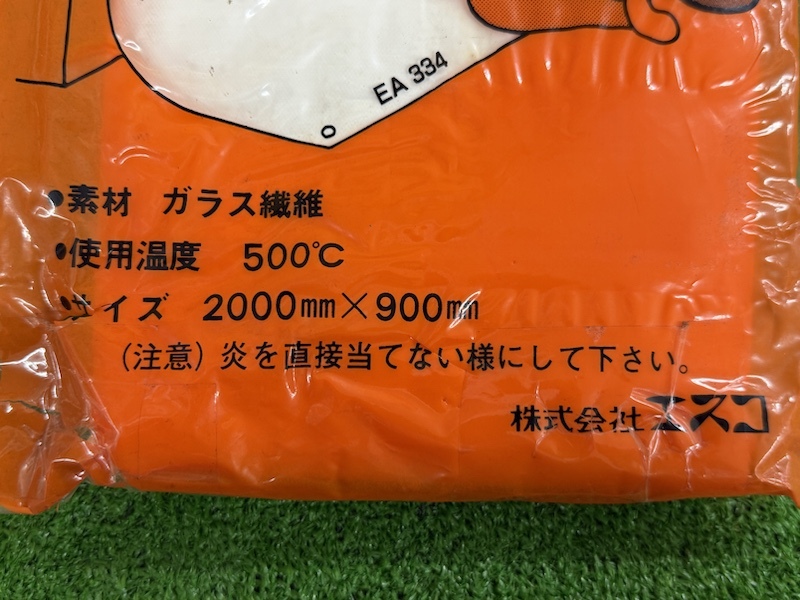 EA 334
•素材 ガラス繊維
•使用温度 500℃
•サイズ 2000mm×900mm
(注意) 炎を直接当てない様にして下さい。
株式会社エスコ